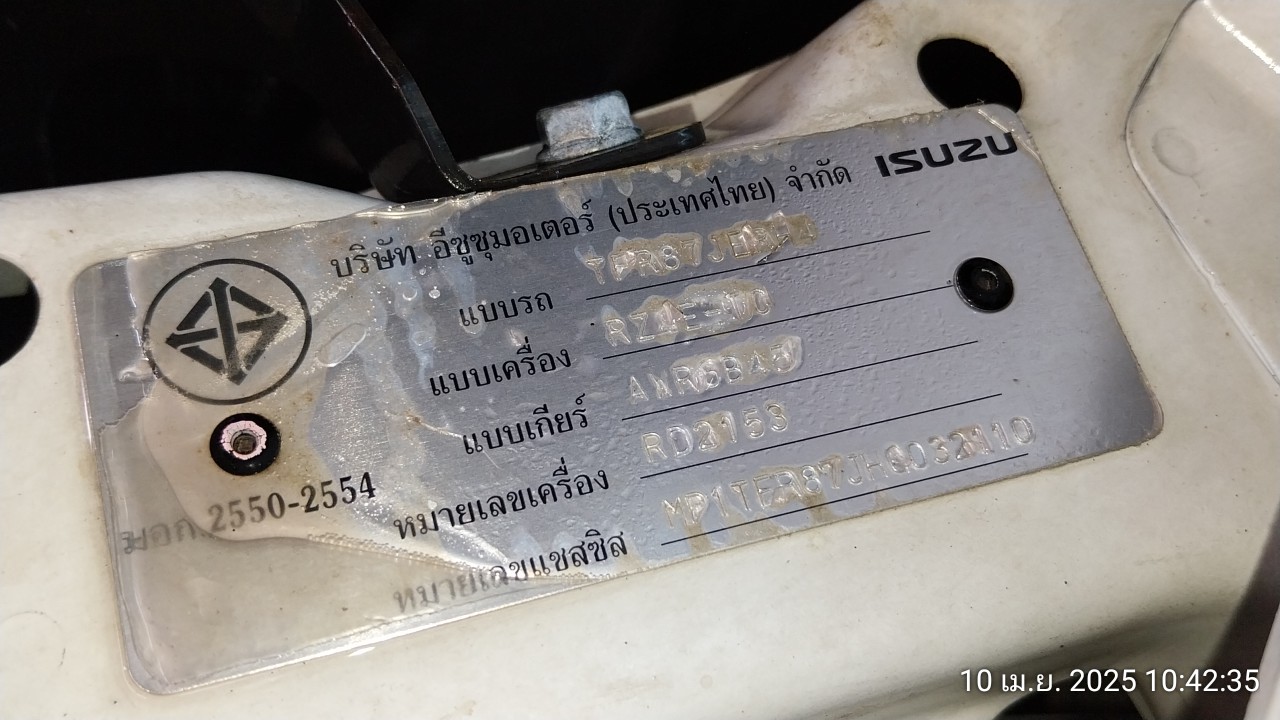 ISUZU
บริษัท อีซูซุมอเตอร์ (ประเทศไทย) จำกัด
แบบรถ
แบบเครื่อง
แบบเกียร์
หมายเลขเครื่อง RD2153
หมายเลขแชสซิส
มอก.2550-2554
10 เม.ย. 2025 10:42:35